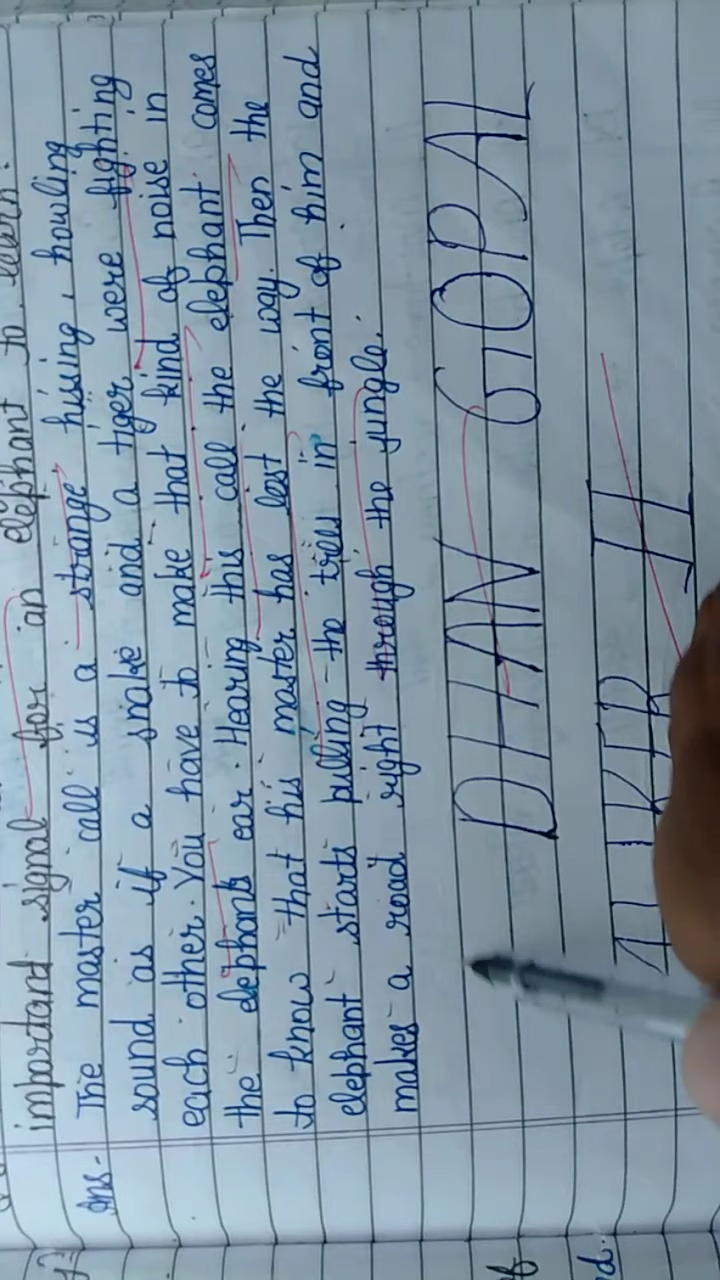 important signal for an elephant to learn?
Ans- The master call is a strange hissing, howling
sound as if a snake and a tiger were fighting
each other. You have to make that kind of noise in
the elephants ear. Hearing this call the elephant comes
to know that his master has lost the way. Then the
elephant starts pulling the trees in front of him and
makes a road right through the jungle.
DHAN GOPAL